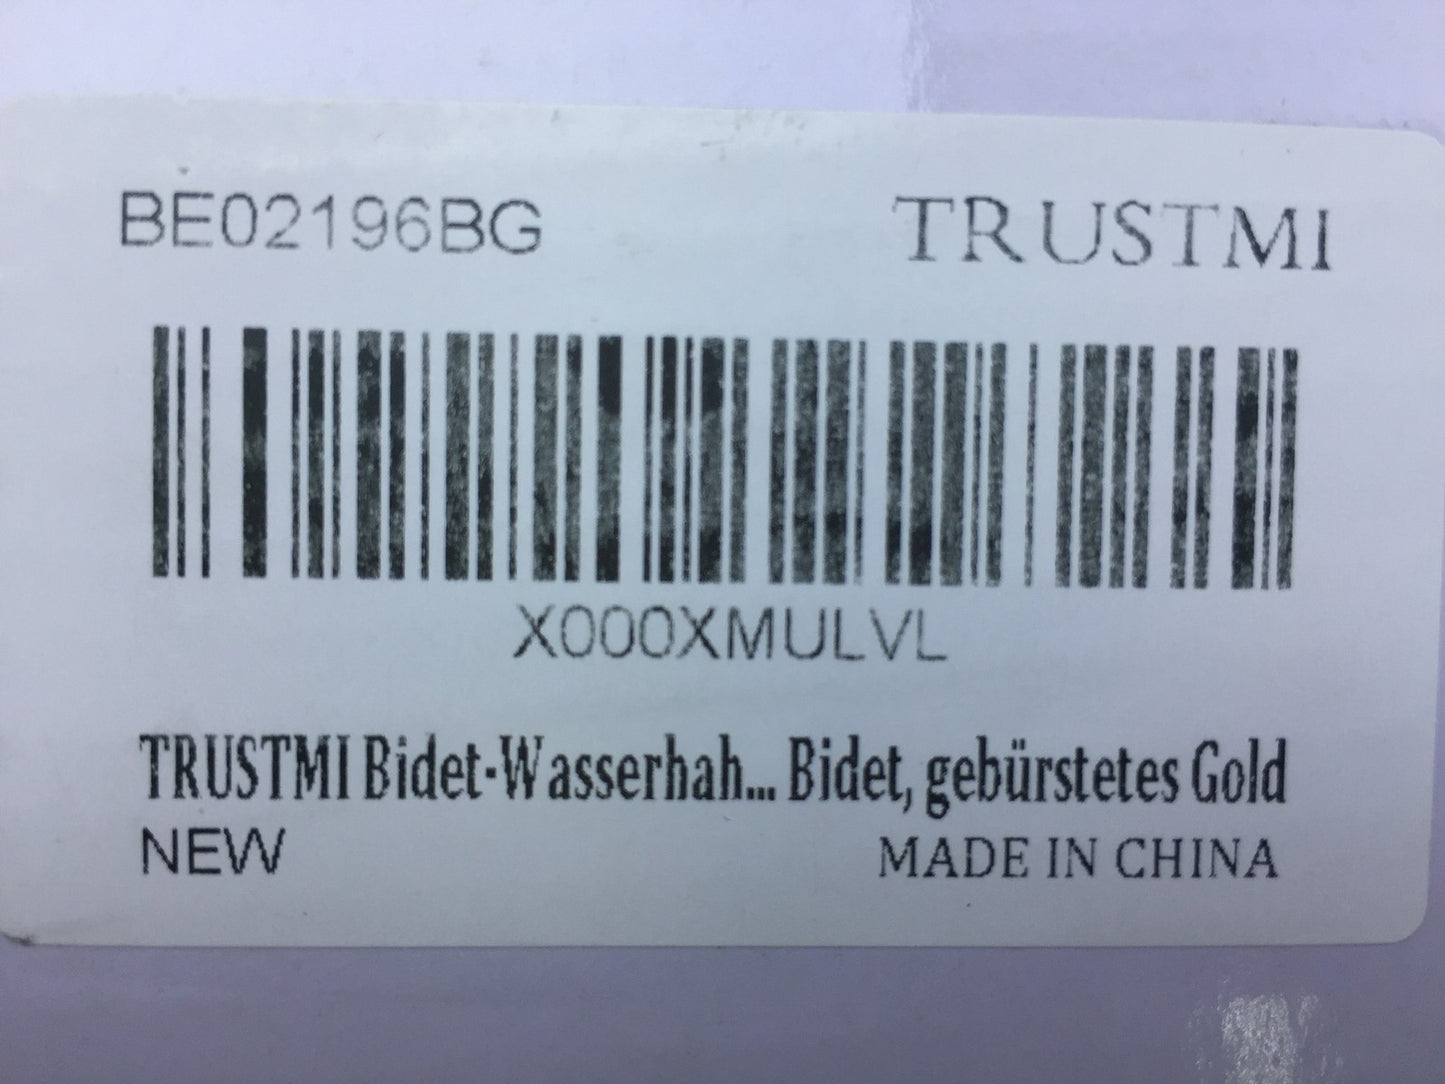 BE02196BG TRUSTMI
X000XMULVL
TRUSTMI Bidet-Wasserhah... Bidet, gebürstetes Gold
NEW MADE IN CHINA